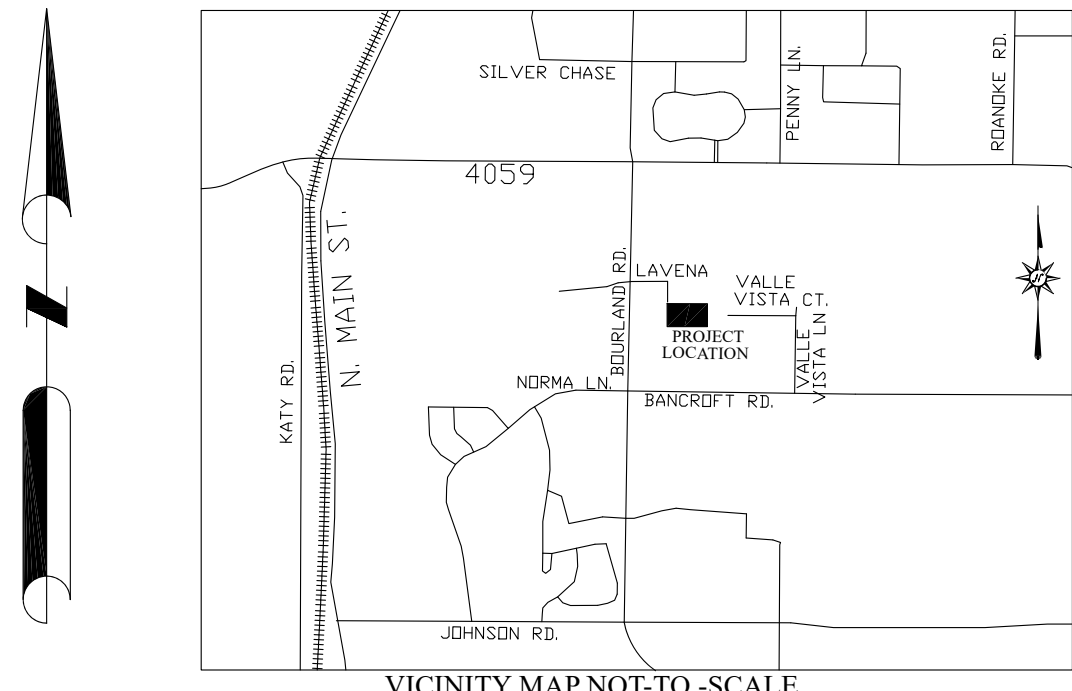 SILVER CHASE
PENNY LN.
ROANOKE RD.
4059
N. MAIN ST.
BOURLAND RD.
LAVENA
VALLE
VISTA CT.
PROJECT
LOCATION
VALLE
VISTA LN
KATY RD.
NORMA LN.
BANCROFT RD.
JOHNSON RD.
VICINITY MAP NOT-TO -SCALE
N
N